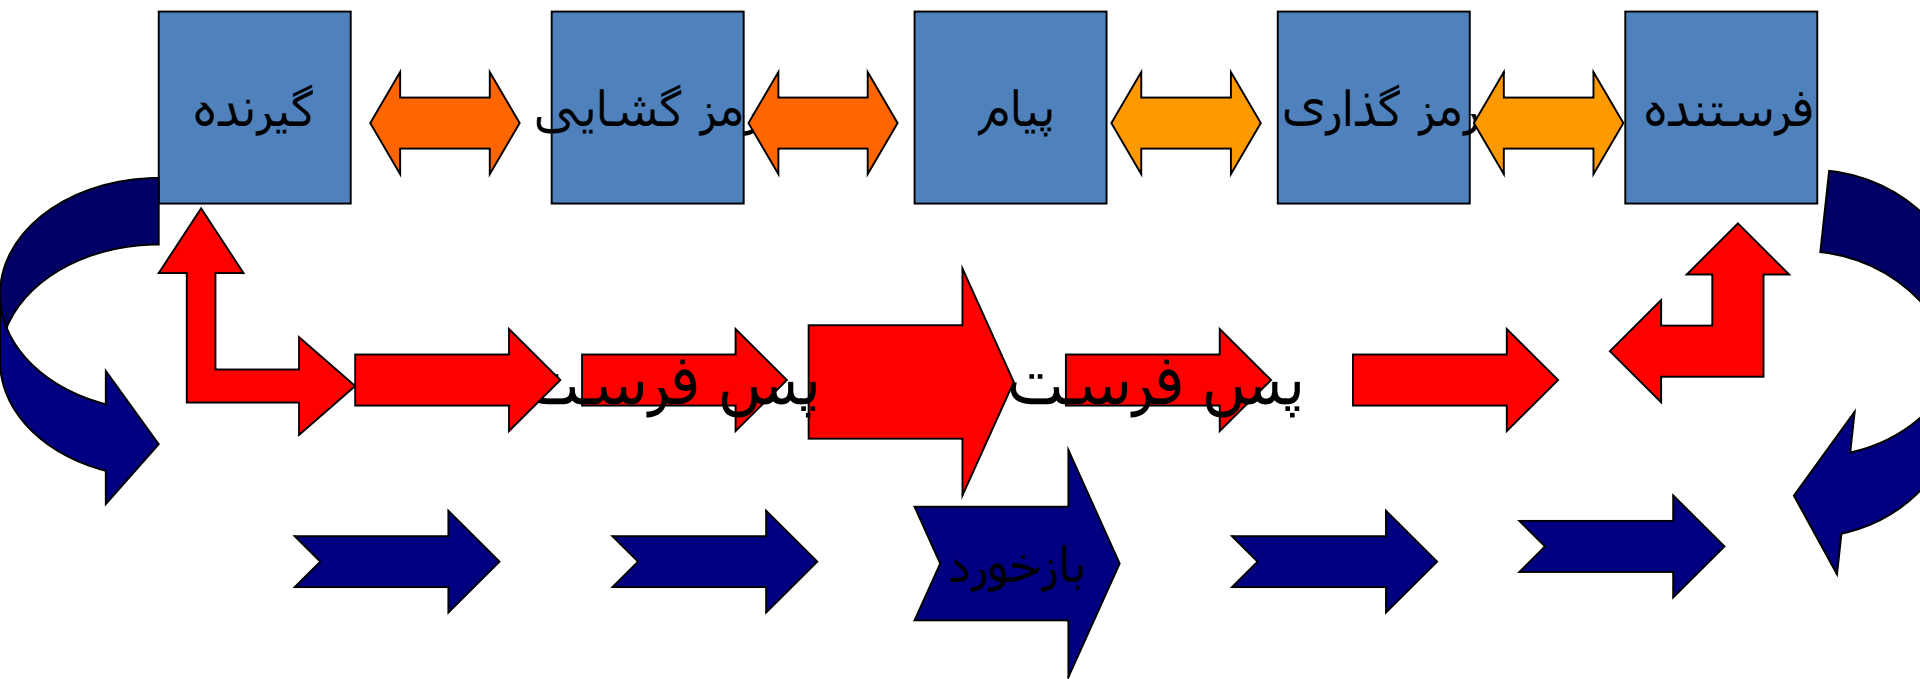 فرستنده
رمز گذاری
پیام
رمز گشایی
گیرنده
پس فرست
پس فرست
بازخورد